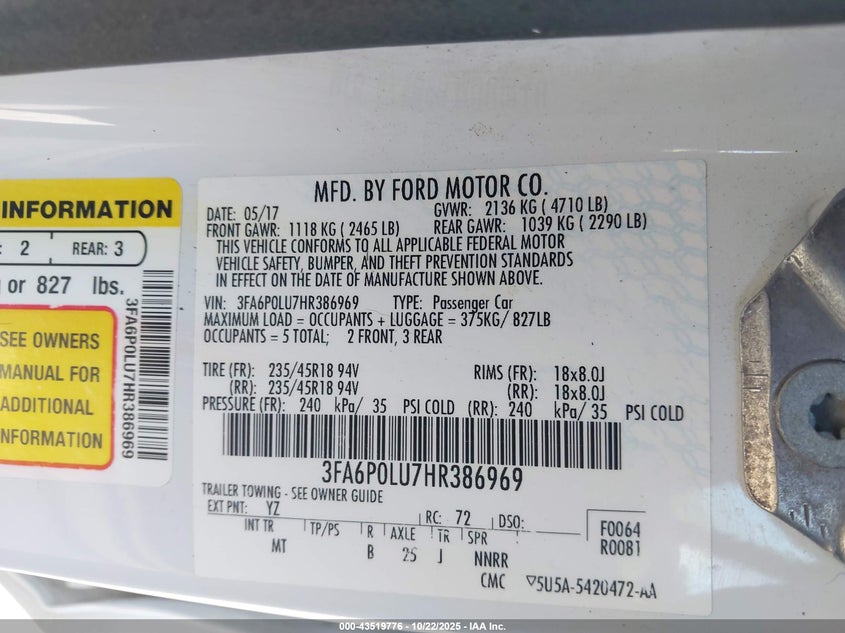 INFORMATION
: 2 REAR: 3
or 827 lbs.
SEE OWNERS
MANUAL FOR
ADDITIONAL
INFORMATION
3FA6P0LU7HR386969
MFD. BY FORD MOTOR CO.
DATE: 05/17 GVWR: 2136 KG ( 4710 LB)
FRONT GAWR: 1118 KG ( 2465 LB) REAR GAWR: 1039 KG ( 2290 LB)
THIS VEHICLE CONFORMS TO ALL APPLICABLE FEDERAL MOTOR
VEHICLE SAFETY, BUMPER, AND THEFT PREVENTION STANDARDS
IN EFFECT ON THE DATE OF MANUFACTURE SHOWN ABOVE.
VIN: 3FA6P0LU7HR386969 TYPE: Passenger Car
MAXIMUM LOAD = OCCUPANTS + LUGGAGE = 375KG/ 827LB
OCCUPANTS = 5 TOTAL; 2 FRONT, 3 REAR
TIRE (FR): 235/45R18 94V RIMS (FR): 18x8.0J
(RR): 235/45R18 94V (RR): 18x8.0J
PRESSURE (FR): 240 kPa/ 35 PSI COLD (RR): 240 kPa/ 35 PSI COLD
3FA6P0LU7HR386969
TRAILER TOWING - SEE OWNER GUIDE
EXT PNT: YZ RC: 72 DSO: F0064
INT TR TP/PS R AXLE TR SPR R0081
MT B 25 J NNRR
CMC ▽5U5A-5420472-AA
000-43519776 - 10/22/2025 - IAA Inc.